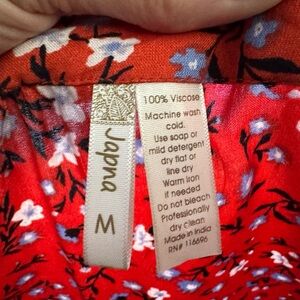 Japna
M
100% Viscose
Machine wash
cold.
Use soap or
mild detergent
dry flat or
line dry
Warm iron
if needed
Do not bleach
Professionally
dry clean
Made in India
RN# 116696